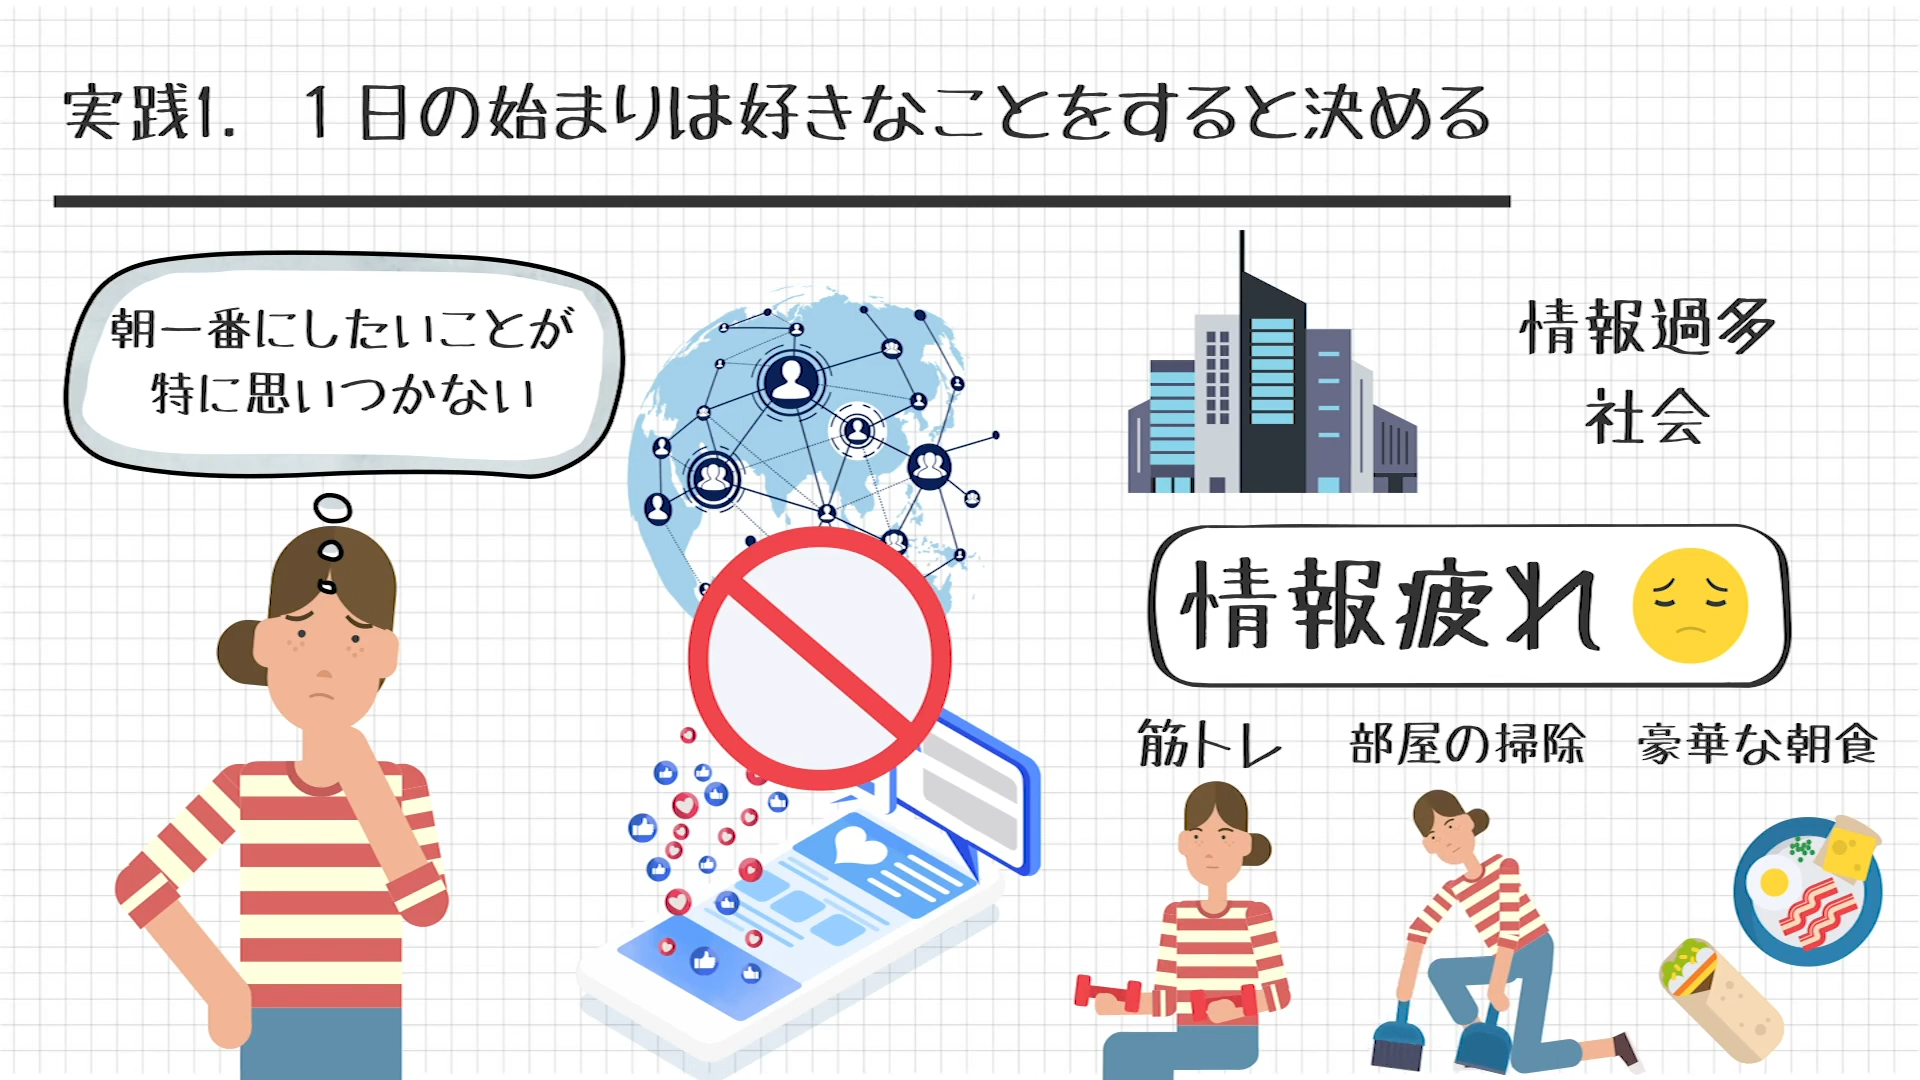 実践1.　１日の始まりは好きなことをすると決める
朝一番にしたいことが
特に思いつかない
情報過多
社会
情報疲れ
筋トレ
部屋の掃除
豪華な朝食